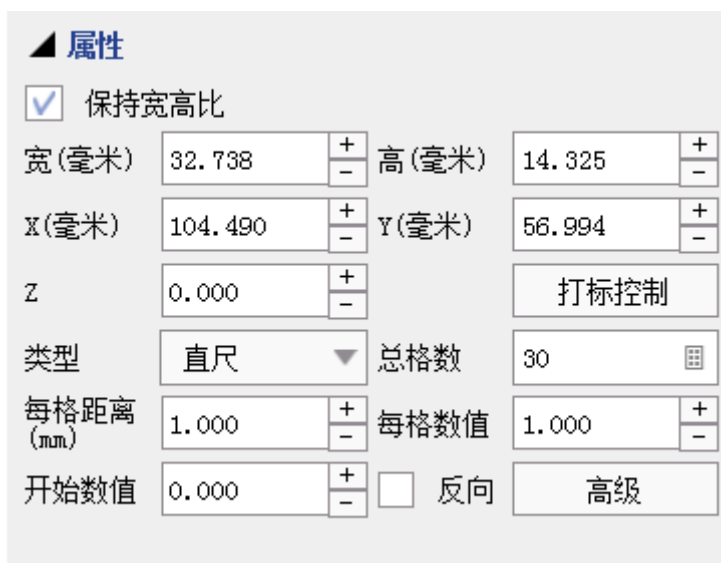 属性
保持宽高比
宽(毫米) 32.738 + - 高(毫米) 14.325 + -
X(毫米) 104.490 + - Y(毫米) 56.994 + -
Z 0.000 + - 打标控制
类型 直尺 总格数 30
每格距离
(mm) 1.000 + - 每格数值 1.000 + -
开始数值 0.000 + - 反向 高级